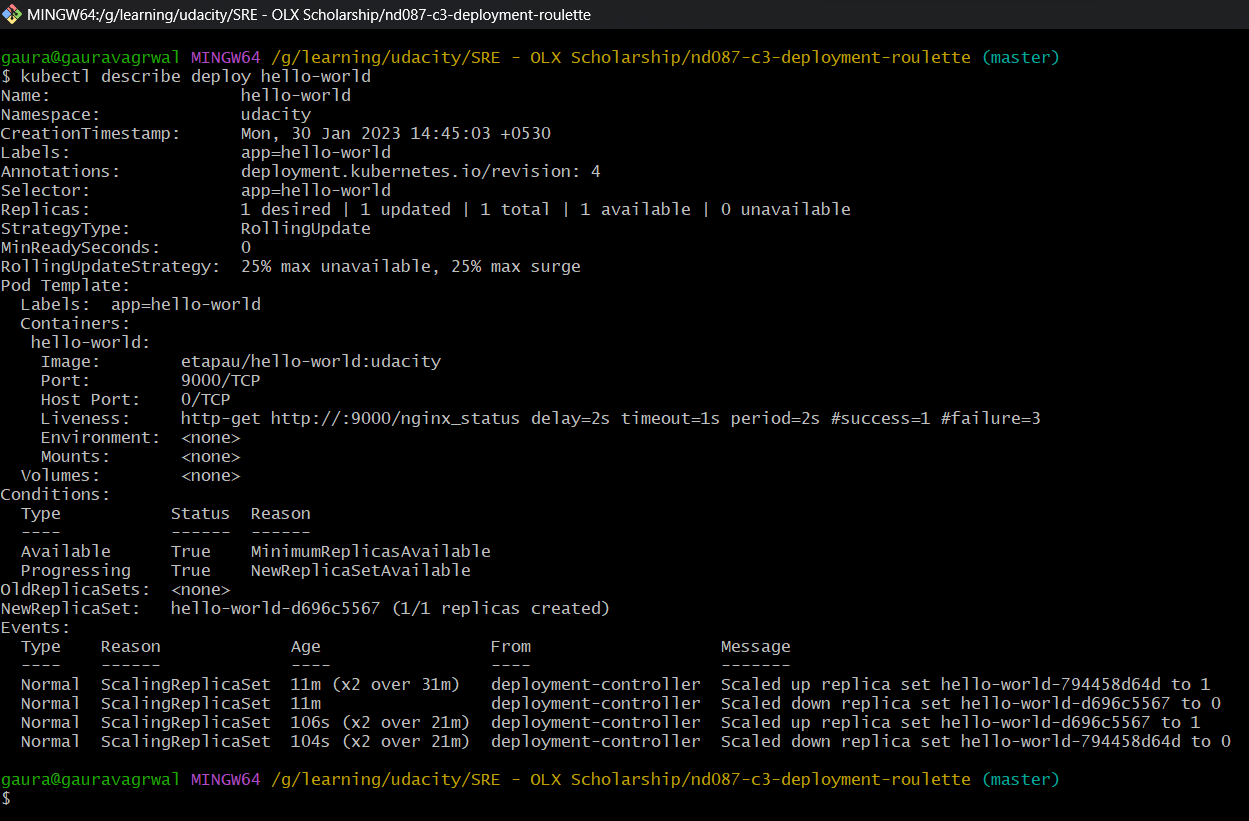 MINGW64:/g/learning/udacity/SRE - OLX Scholarship/nd087-c3-deployment-roulette
gaura@gauravagrwal MINGW64 /g/learning/udacity/SRE - OLX Scholarship/nd087-c3-deployment-roulette (master)
$ kubectl describe deploy hello-world
Name:                   hello-world
Namespace:              udacity
CreationTimestamp:      Mon, 30 Jan 2023 14:45:03 +0530
Labels:                 app=hello-world
Annotations:            deployment.kubernetes.io/revision: 4
Selector:               app=hello-world
Replicas:               1 desired | 1 updated | 1 total | 1 available | 0 unavailable
StrategyType:           RollingUpdate
MinReadySeconds:        0
RollingUpdateStrategy:  25% max unavailable, 25% max surge
Pod Template:
  Labels:  app=hello-world
  Containers:
   hello-world:
    Image:        etapau/hello-world:udacity
    Port:         9000/TCP
    Host Port:    0/TCP
    Liveness:     http-get http://:9000/nginx_status delay=2s timeout=1s period=2s #success=1 #failure=3
    Environment:  <none>
    Mounts:       <none>
  Volumes:        <none>
Conditions:
  Type           Status  Reason
  ----           ------  ------
  Available      True    MinimumReplicasAvailable
  Progressing    True    NewReplicaSetAvailable
OldReplicaSets:  <none>
NewReplicaSet:   hello-world-d696c5567 (1/1 replicas created)
Events:
  Type    Reason             Age                 From                   Message
  ----    ------             ----                ----                   -------
  Normal  ScalingReplicaSet  11m (x2 over 31m)   deployment-controller  Scaled up replica set hello-world-794458d64d to 1
  Normal  ScalingReplicaSet  11m                 deployment-controller  Scaled down replica set hello-world-d696c5567 to 0
  Normal  ScalingReplicaSet  106s (x2 over 21m)  deployment-controller  Scaled up replica set hello-world-d696c5567 to 1
  Normal  ScalingReplicaSet  104s (x2 over 21m)  deployment-controller  Scaled down replica set hello-world-794458d64d to 0
gaura@gauravagrwal MINGW64 /g/learning/udacity/SRE - OLX Scholarship/nd087-c3-deployment-roulette (master)
$